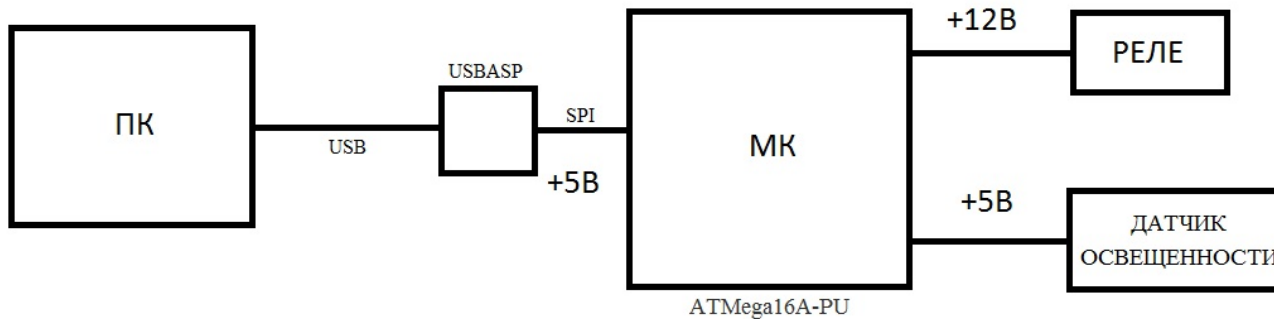 ПК
USB
USBASP
SPI
+5В
МК
ATMega16A-PU
+12В
РЕЛЕ
+5В
ДАТЧИК
ОСВЕЩЕННОСТИ